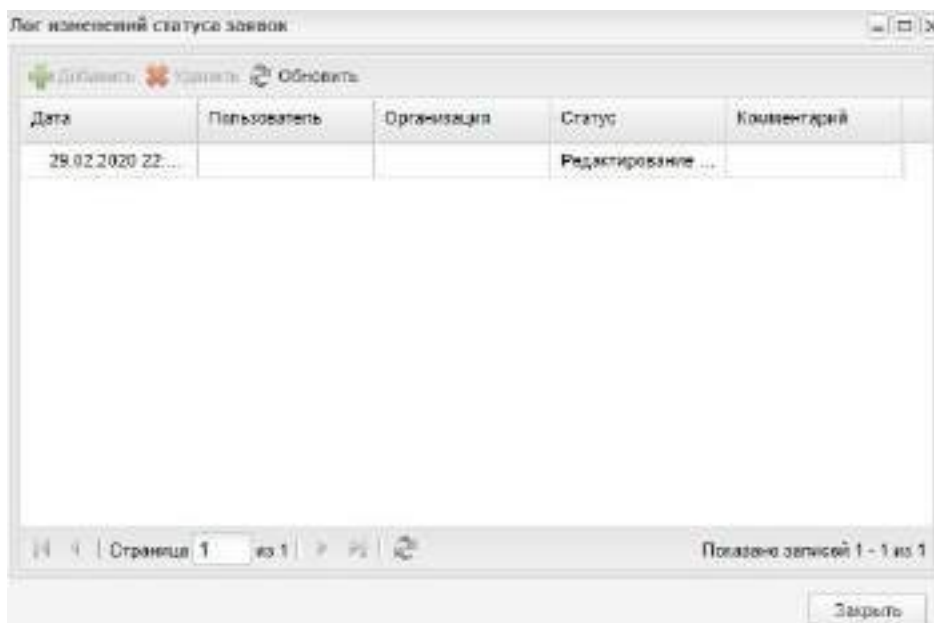 Лог изменений статуса заявок
Добавить Удалить Обновить
Дата Пользователь Организация Статус Комментарий
29.02.2020 22:... Редактирование ...
Страница 1 из 1 Показано записей 1 - 1 из 1
Закрыть